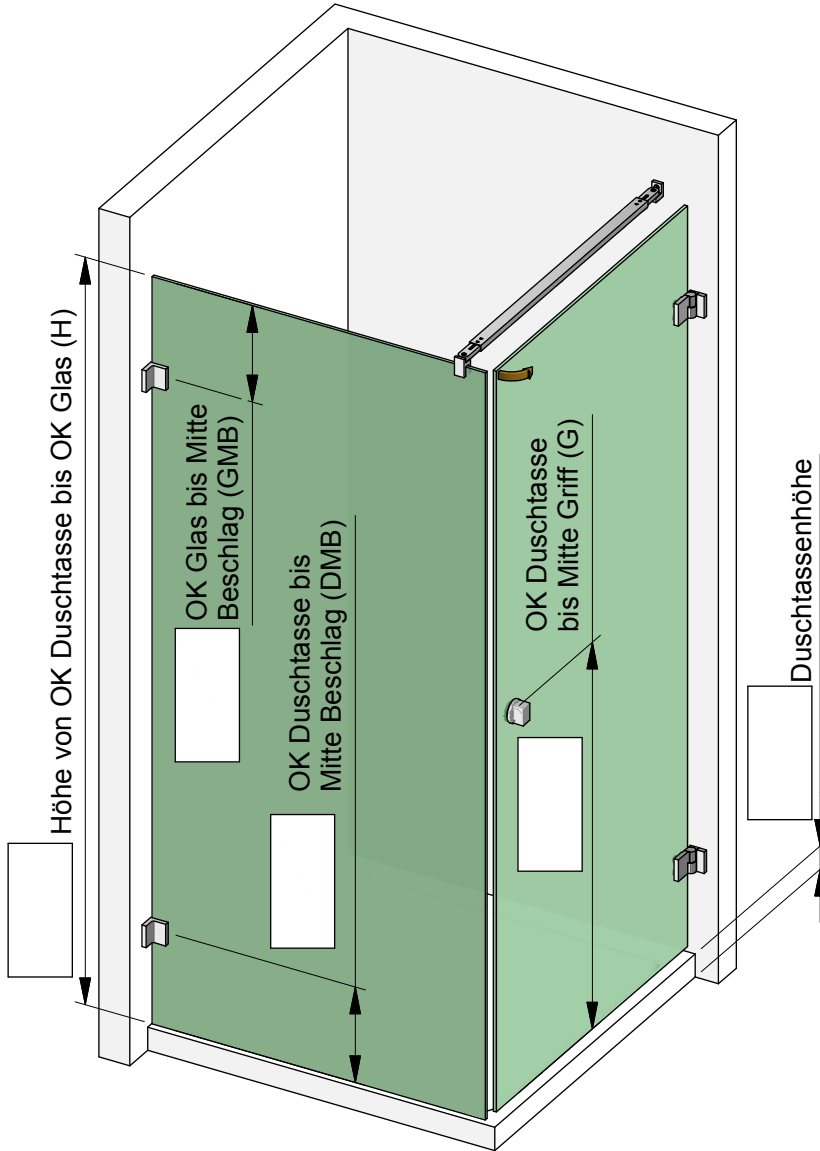 Höhe von OK Duschtasse bis OK Glas (H)
OK Glas bis Mitte
Beschlag (GMB)
OK Duschtasse bis
Mitte Beschlag (DMB)
OK Duschtasse
bis Mitte Griff (G)
Duschtassenhöhe